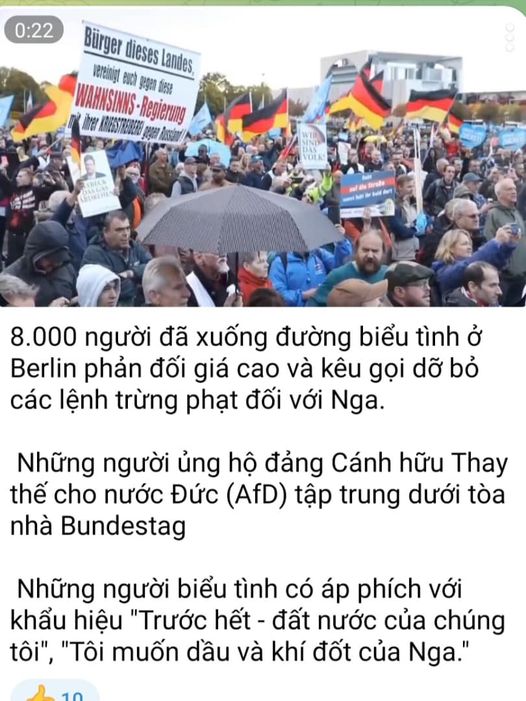 0:22
Bürger dieses Landes,
vereinigt euch gegen diese
WAHNSINNS-Regierung
mit ihrer KRIEGSTREIBEREI gegen Russland!
WIR
SIND
DAS
VOLK!
auf die Straße
8.000 người đã xuống đường biểu tình ở
Berlin phản đối giá cao và kêu gọi dỡ bỏ
các lệnh trừng phạt đối với Nga.
Những người ủng hộ đảng Cánh hữu Thay
thế cho nước Đức (AfD) tập trung dưới tòa
nhà Bundestag
Những người biểu tình có áp phích với
khẩu hiệu "Trước hết - đất nước của chúng
tôi", "Tôi muốn dầu và khí đốt của Nga."
10